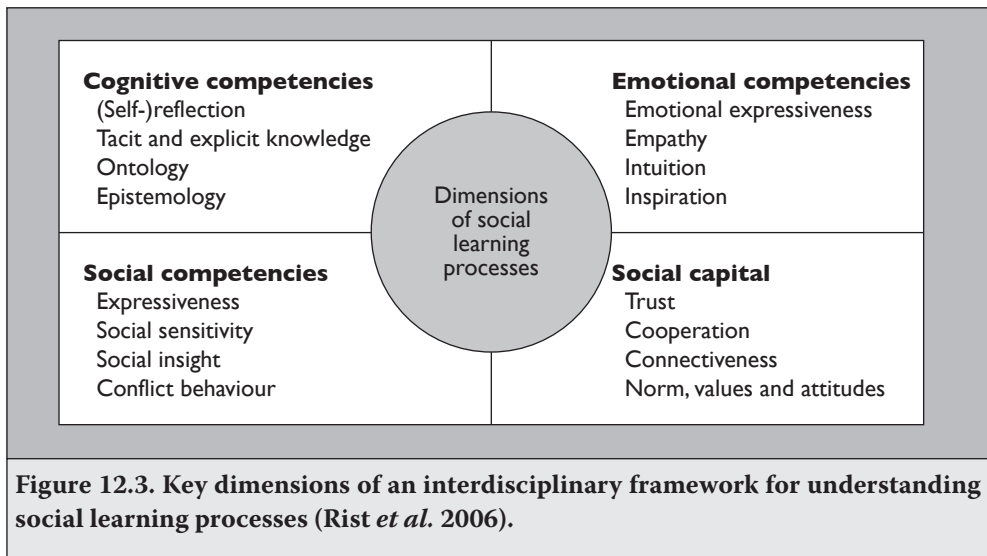 Cognitive competencies
(Self-)reflection
Tacit and explicit knowledge
Ontology
Epistemology
Emotional competencies
Emotional expressiveness
Empathy
Intuition
Inspiration
Dimensions
of social
learning
processes
Social competencies
Expressiveness
Social sensitivity
Social insight
Conflict behaviour
Social capital
Trust
Cooperation
Connectiveness
Norm, values and attitudes
Figure 12.3. Key dimensions of an interdisciplinary framework for understanding
social learning processes (Rist et al. 2006).